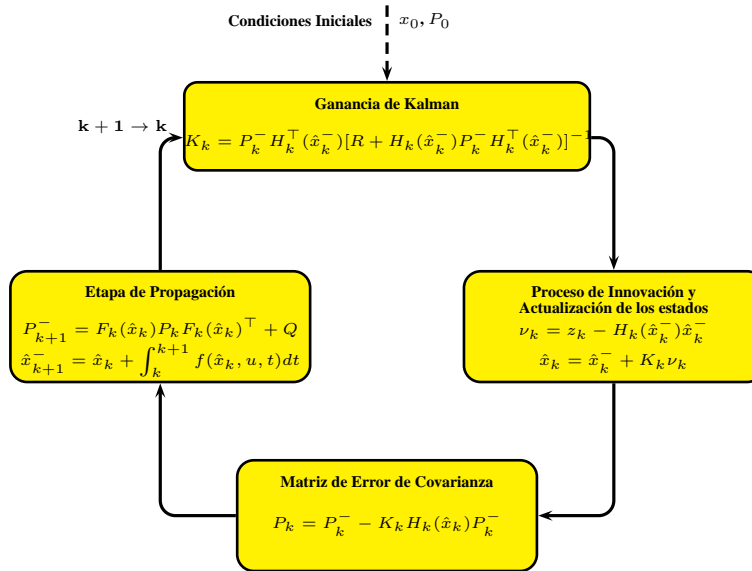 Condiciones Iniciales x₀, P₀
Ganancia de Kalman
k + 1 → k
K_k = P_k^- H_k^⊤(x̂_k^-)[R + H_k(x̂_k^-)P_k^- H_k^⊤(x̂_k^-)]^{-1}
Etapa de Propagación
P_{k+1}^- = F_k(x̂_k)P_k F_k(x̂_k)^⊤ + Q
x̂_{k+1}^- = x̂_k + ∫_k^{k+1} f(x̂_k, u, t)dt
Proceso de Innovación y
Actualización de los estados
ν_k = z_k − H_k(x̂_k^-)x̂_k^-
x̂_k = x̂_k^- + K_k ν_k
Matriz de Error de Covarianza
P_k = P_k^- − K_k H_k(x̂_k)P_k^-